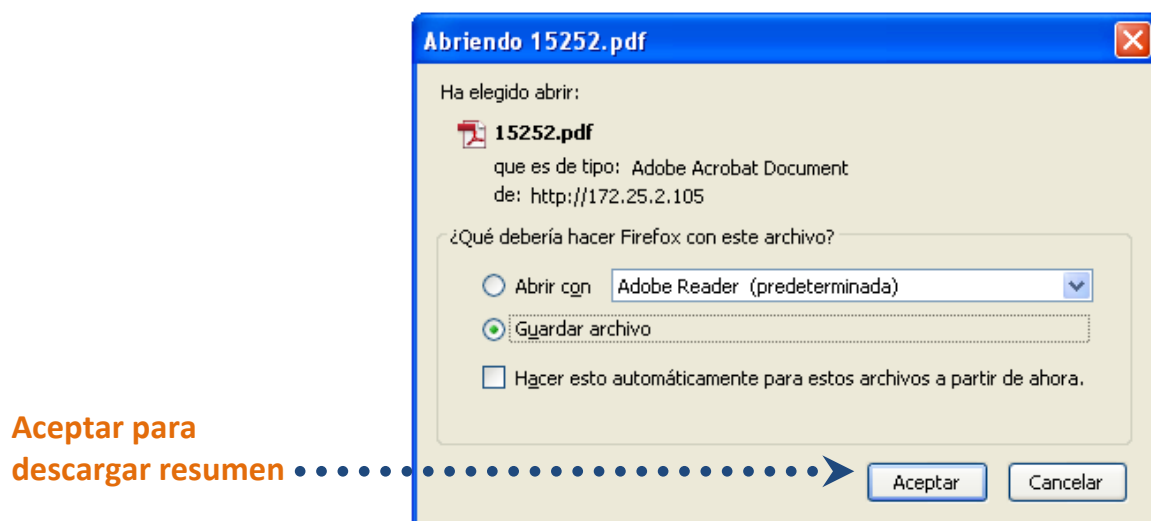 Abriendo 15252.pdf
Ha elegido abrir:
15252.pdf
que es de tipo: Adobe Acrobat Document
de: http://172.25.2.105
¿Qué debería hacer Firefox con este archivo?
Abrir con Adobe Reader (predeterminada)
Guardar archivo
Hacer esto automáticamente para estos archivos a partir de ahora.
Aceptar para
descargar resumen
Aceptar Cancelar